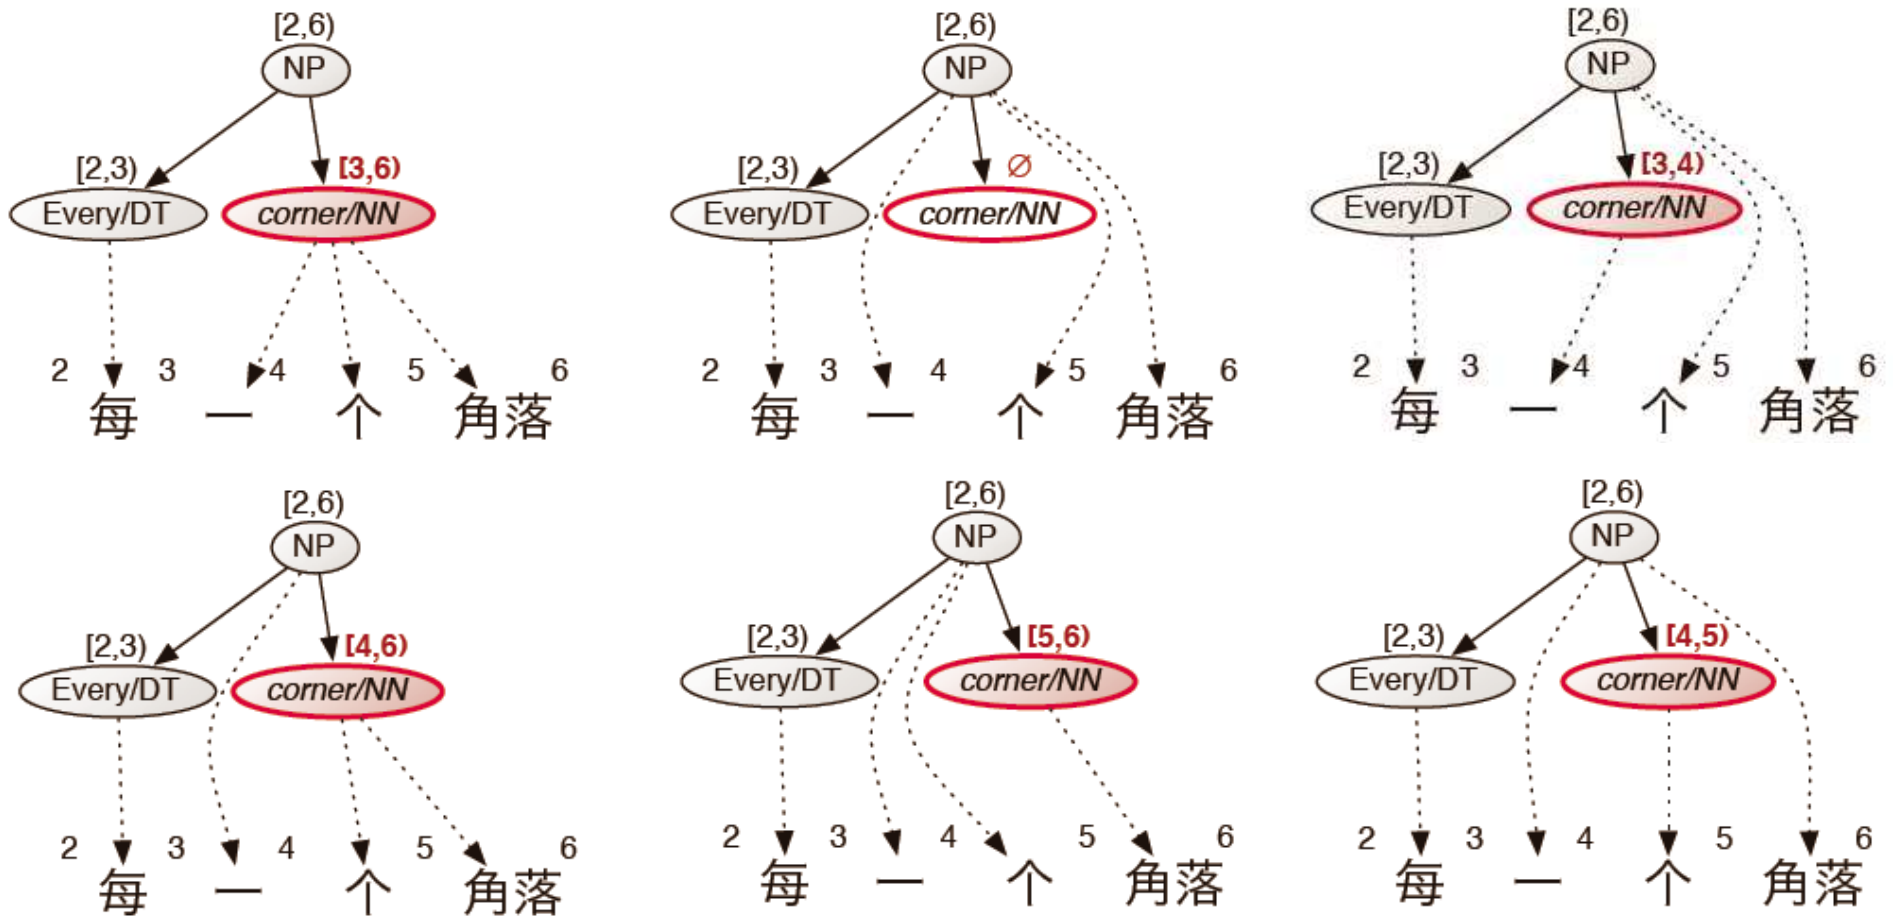 [2,6) [2,6) [2,6)
NP NP NP
[2,3) [3,6) [2,3) ∅ [2,3) [3,4)
Every/DT corner/NN Every/DT corner/NN Every/DT corner/NN
2 3 4 5 6 2 3 4 5 6 2 3 4 5 6
每 一 个 角落 每 一 个 角落 每 一 个 角落
[2,6) [2,6) [2,6)
NP NP NP
[2,3) [4,6) [2,3) [5,6) [2,3) [4,5)
Every/DT corner/NN Every/DT corner/NN Every/DT corner/NN
2 3 4 5 6 2 3 4 5 6 2 3 4 5 6
每 一 个 角落 每 一 个 角落 每 一 个 角落